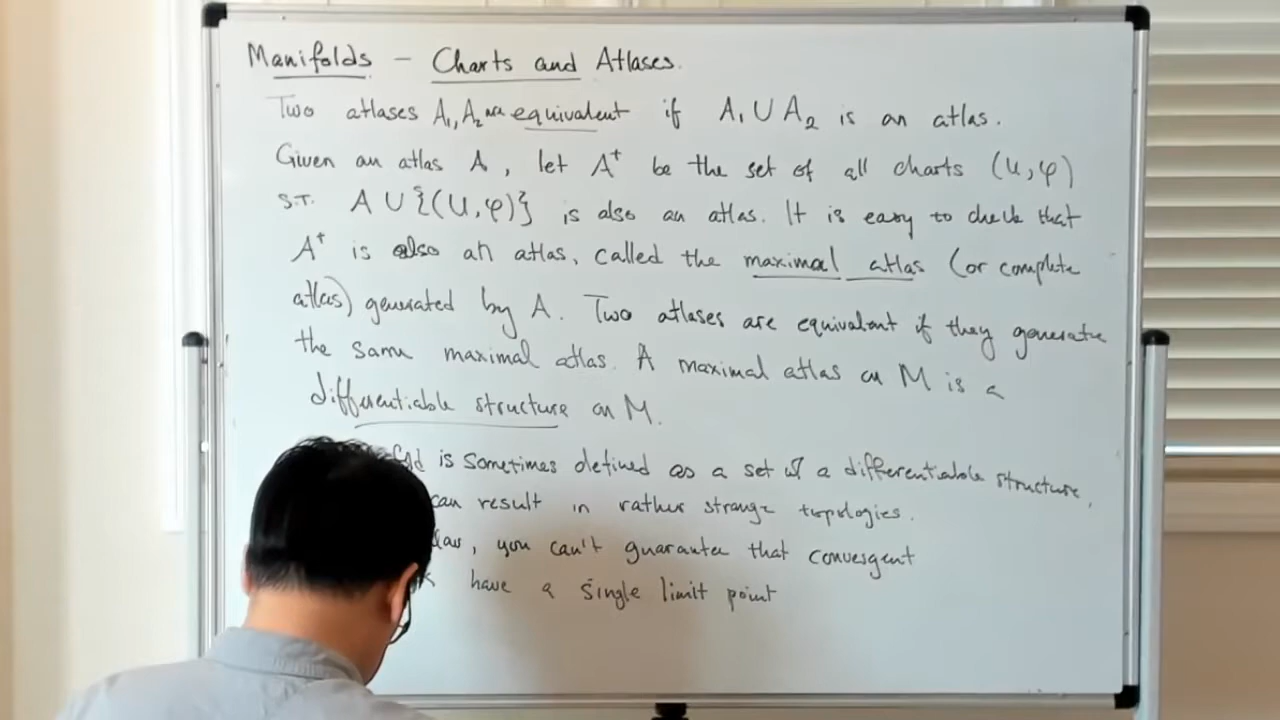 Manifolds - Charts and Atlases.
Two atlases A₁, A₂ are equivalent if A₁ ∪ A₂ is an atlas.
Given an atlas A, let A⁺ be the set of all charts (U, φ)
S.T. A ∪ {(U, φ)} is also an atlas. It is easy to check that
A⁺ is also an atlas, called the maximal atlas (or complete
atlas) generated by A. Two atlases are equivalent if they generate
the same maximal atlas. A maximal atlas on M is a
differentiable structure on M.
is sometimes defined as a set w/ a differentiable structure,
can result in rather strange topologies.
, you can't guarantee that convergent
have a single limit point